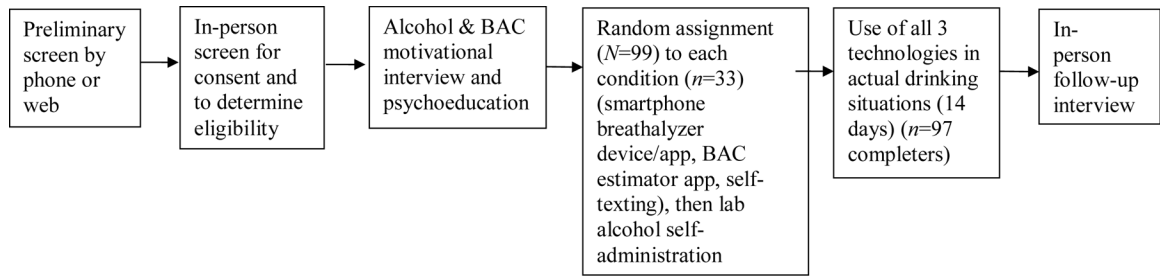 Preliminary
screen by
phone or
web
In-person
screen for
consent and
to determine
eligibility
Alcohol & BAC
motivational
interview and
psychoeducation
Random assignment
(N=99) to each
condition (n=33)
(smartphone
breathalyzer
device/app, BAC
estimator app, self-
texting), then lab
alcohol self-
administration
Use of all 3
technologies in
actual drinking
situations (14
days) (n=97
completers)
In-
person
follow-up
interview